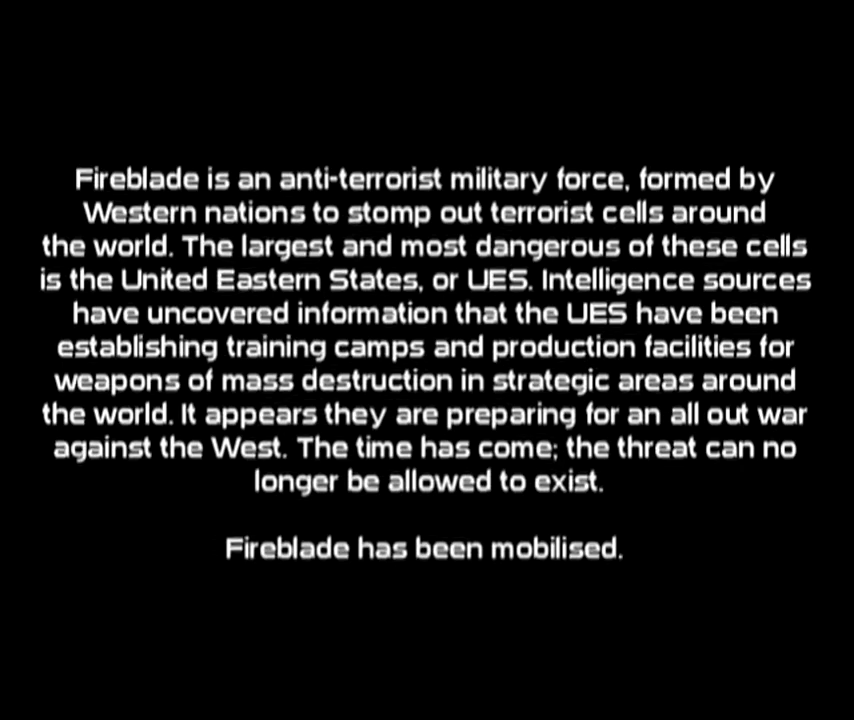 Fireblade is an anti-terrorist military force, formed by
Western nations to stomp out terrorist cells around
the world. The largest and most dangerous of these cells
is the United Eastern States, or UES. Intelligence sources
have uncovered information that the UES have been
establishing training camps and production facilities for
weapons of mass destruction in strategic areas around
the world. It appears they are preparing for an all out war
against the West. The time has come; the threat can no
longer be allowed to exist.
Fireblade has been mobilised.